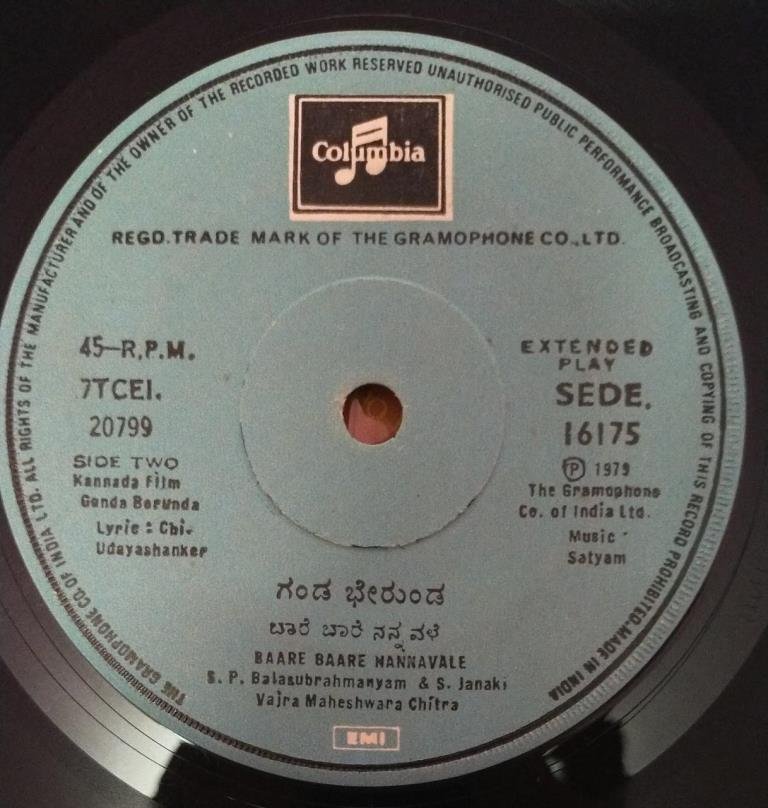 THE GRAMOPHONE CO. OF INDIA LTD. ALL RIGHTS OF THE MANUFACTURER AND OF THE OWNER OF THE RECORDED WORK RESERVED UNAUTHORISED PUBLIC PERFORMANCE BROADCASTING AND COPYING OF THIS RECORD PROHIBITED. MADE IN INDIA
Columbia
REGD. TRADE MARK OF THE GRAMOPHONE CO., LTD.
45-R.P.M.
7TCEI.
20799
SIDE TWO
Kannada Film
Ganda Berunda
Lyric : Chi.
Udayashanker
EXTENDED
PLAY
SEDE.
16175
℗ 1979
The Gramophone
Co. of India Ltd.
Music :
Satyam
ಗಂಡ ಭೇರುಂಡ
ಬಾರೆ ಬಾರೆ ನನ್ನವಳೆ
BAARE BAARE NANNAVALE
S. P. Balasubrahmanyam & S. Janaki
Vajra Maheshwara Chitra
EMI